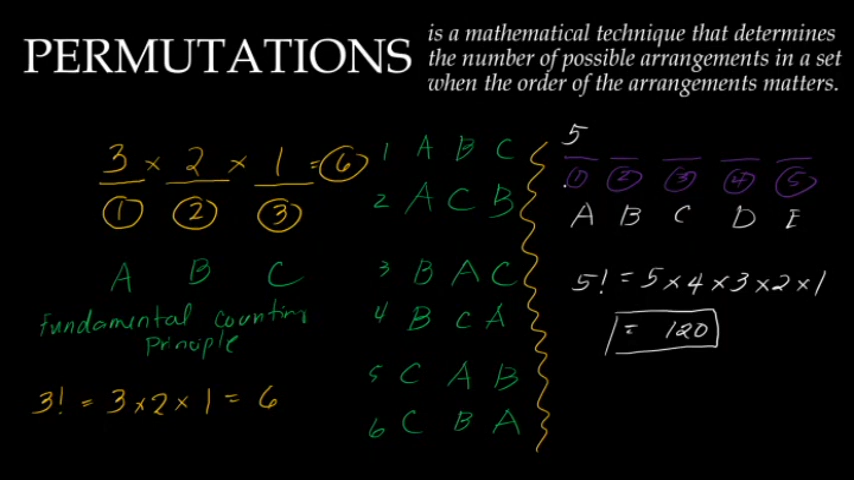 PERMUTATIONS
is a mathematical technique that determines
the number of possible arrangements in a set
when the order of the arrangements matters.
3 × 2 × 1 = 6
1 2 3
A B C
Fundamental Counting
Principle
3! = 3 × 2 × 1 = 6
1 A B C
2 A C B
3 B A C
4 B C A
5 C A B
6 C B A
5
1 2 3 4 5
A B C D E
5! = 5 × 4 × 3 × 2 × 1
= 120